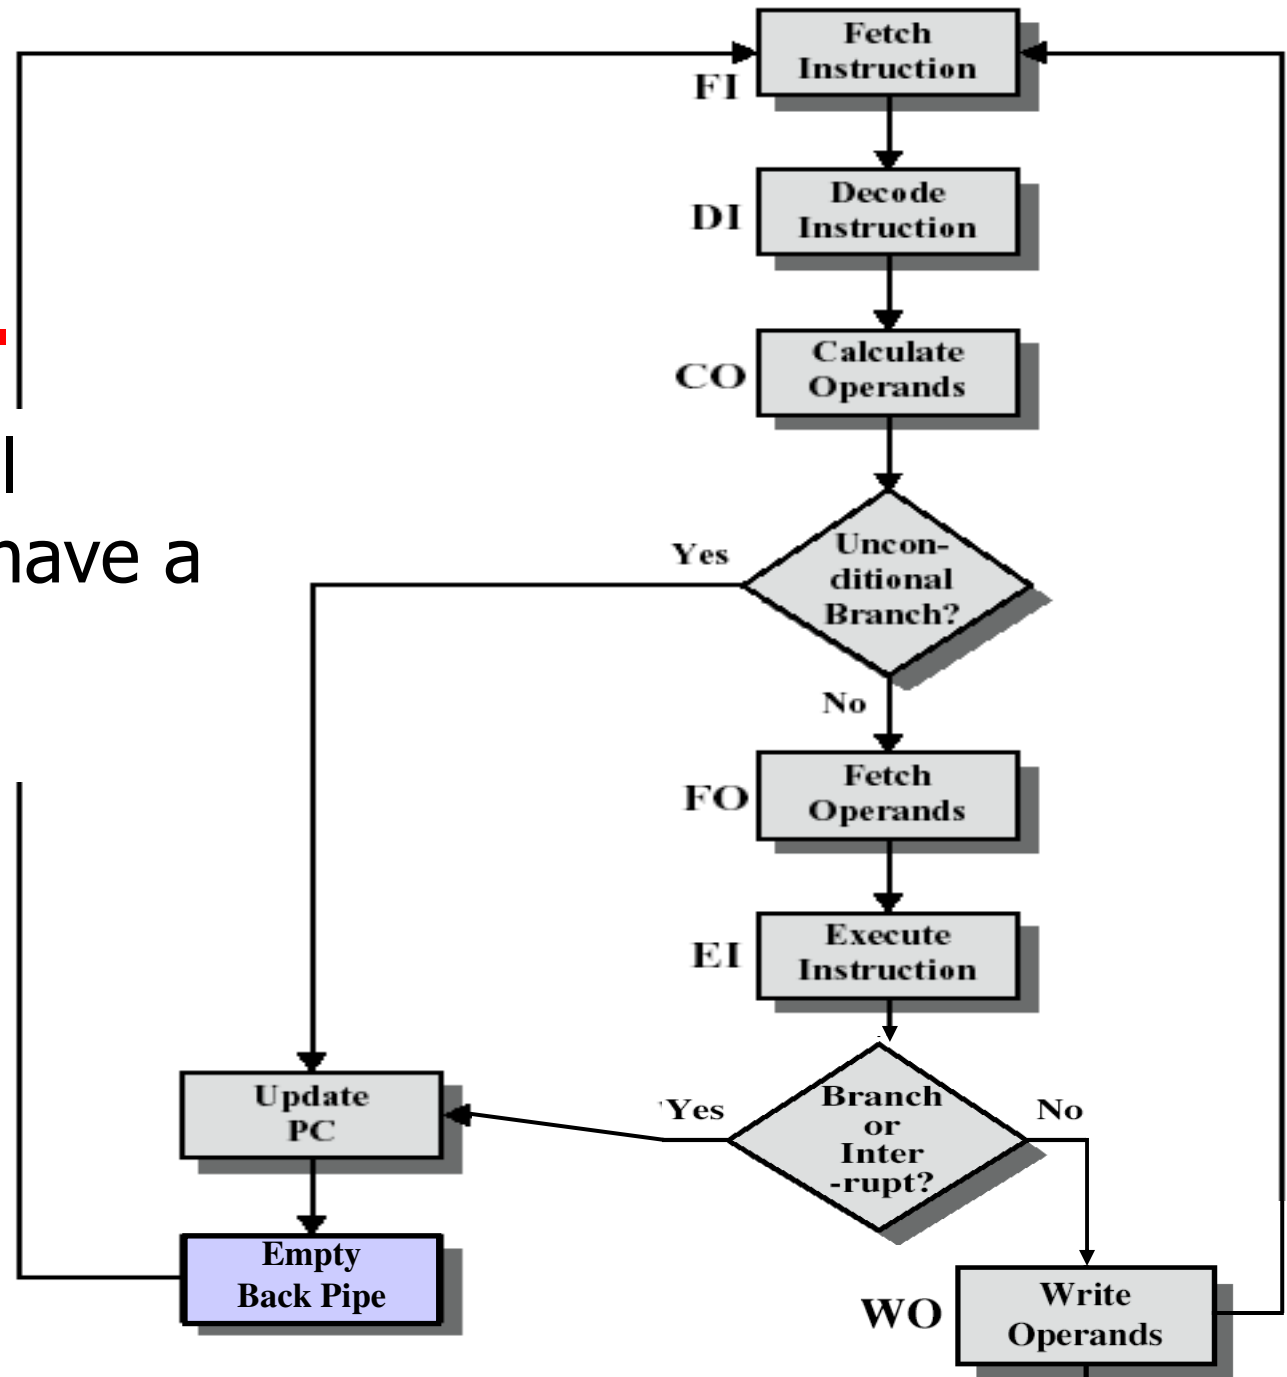 Fetch
Instruction
FI
Decode
Instruction
DI
Calculate
Operands
CO
l
have a
Yes
Uncon-
ditional
Branch?
No
Fetch
Operands
FO
Execute
Instruction
EI
Update
PC
Yes
Branch
or
Inter
-rupt?
No
Empty
Back Pipe
WO
Write
Operands